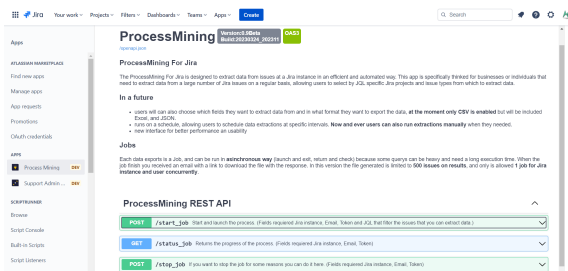 Jira Your work Projects Filters Dashboards Teams Apps Create Search
Apps
ATLASSIAN MARKETPLACE
Find new apps
Manage apps
App requests
Promotions
OAuth credentials
APPS
Process Mining DEV
Support Admin ... DEV
SCRIPTRUNNER
Browse
Script Console
Built-in Scripts
Script Listeners
ProcessMining Version:0.9Beta Build:20230324_202311 OAS3
/openapi.json
ProcessMining For Jira
The ProcessMining For Jira is designed to extract data from issues at a Jira instance in an efficient and automated way. This app is specifically thinked for businesses or individuals that
need to extract data from a large number of Jira issues on a regular basis, allowing users to select by JQL specific Jira projects and issue types from which to extract data.
In a future
• users will can also choose which fields they want to extract data from and in what format they want to export the data, at the moment only CSV is enabled but will be included
Excel, and JSON.
• runs on a schedule, allowing users to schedule data extractions at specific intervals. Now and ever users can also run extractions manually when they needed.
• new interface for better performance an usability
Jobs
Each data exports is a Job, and can be run in asinchronous way (launch and exit, return and check) because some querys can be heavy and need a long execution time. When the
job finish you received an email with a link to download the file with the response. In this version the file generated is limited to 500 issues on results, and only is allowed 1 job for Jira
instance and user concurrently.
ProcessMining REST API
POST /start_job Start and launch the process. (Fields requiered Jira instance, Email, Token and JQL that filter the issues that you can extract data.)
GET /status_job Returns the progress of the process. (Fields requiered Jira instance, Email, Token)
POST /stop_job If you want to stop the job for some reasons you can do it here. (Fields requiered Jira instance, Email, Token)